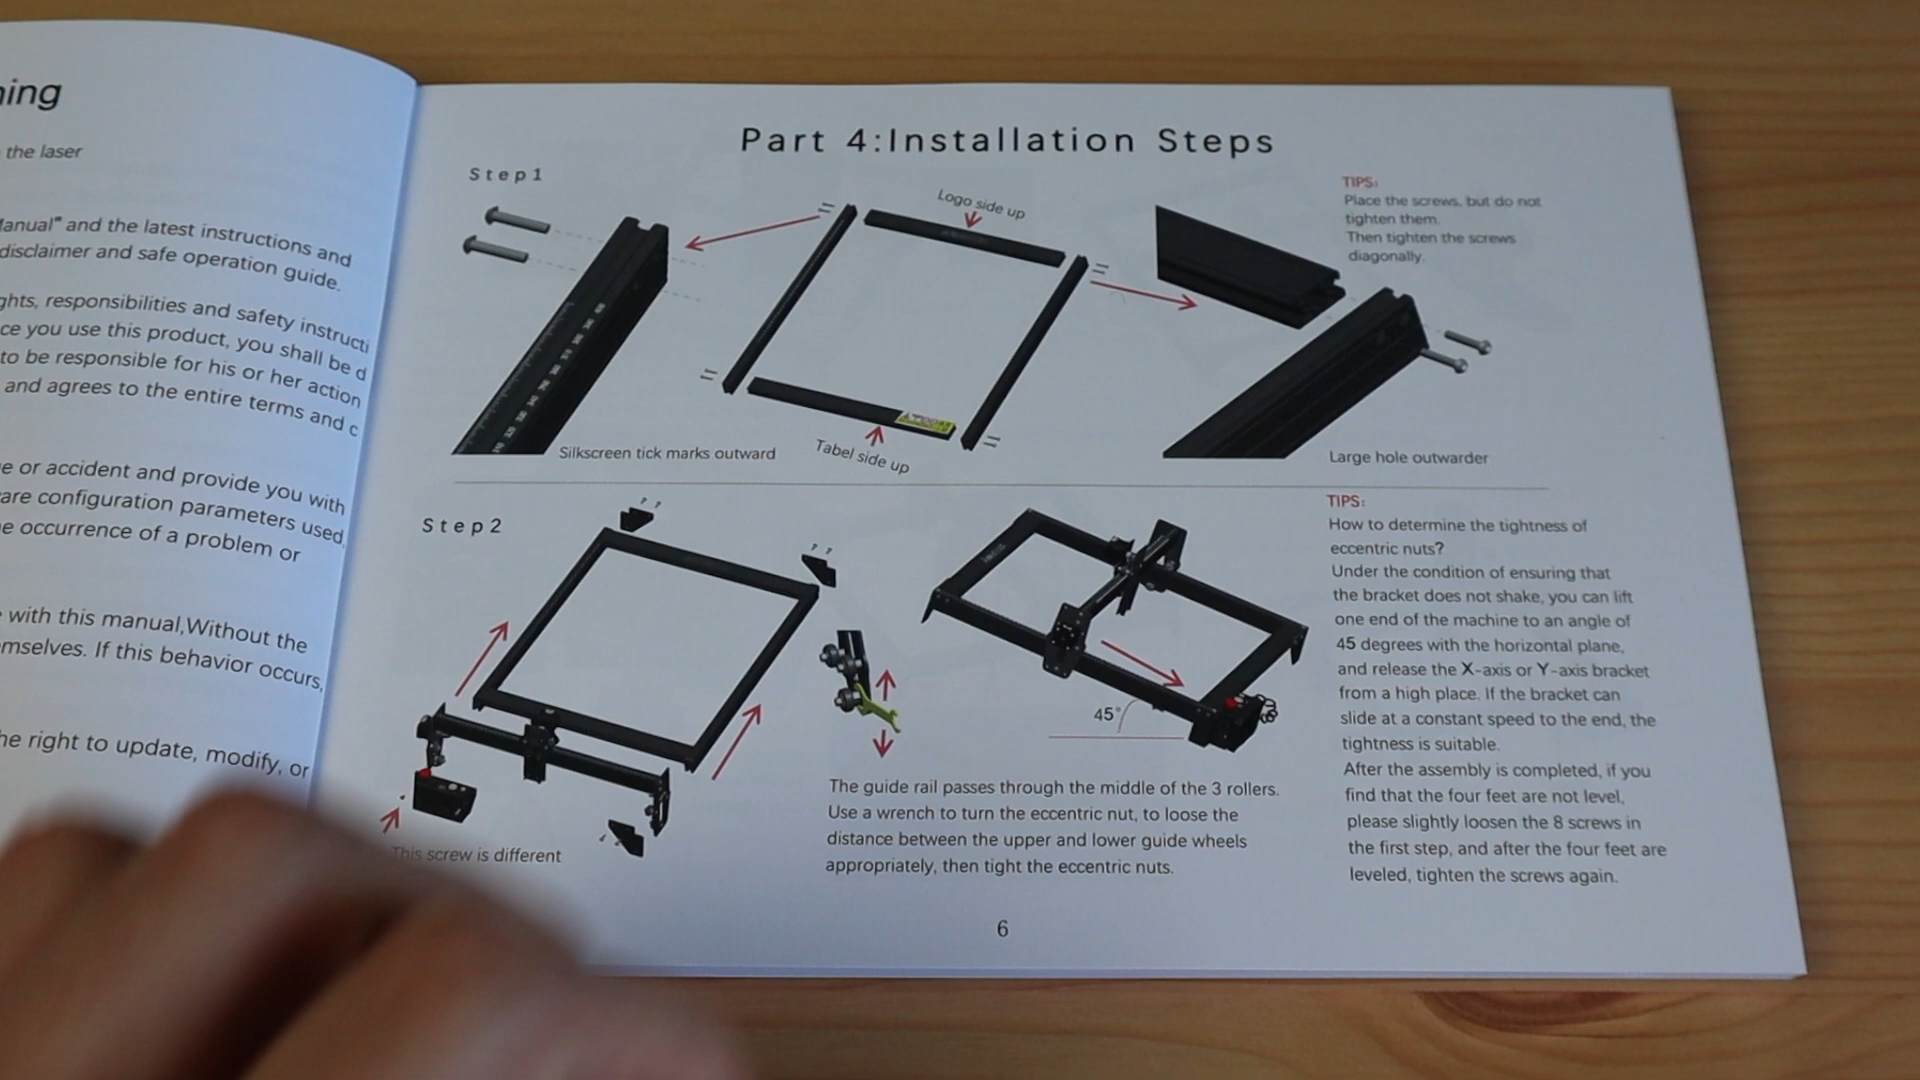 ning
the laser
Manual" and the latest instructions and
disclaimer and safe operation guide.
ghts, responsibilities and safety instructi
ce you use this product, you shall be d
to be responsible for his or her action
and agrees to the entire terms and c
e or accident and provide you with
are configuration parameters used,
e occurrence of a problem or
with this manual,Without the
mselves. If this behavior occurs,
he right to update, modify, or
Part 4:Installation Steps
Step1
Logo side up
Silkscreen tick marks outward
Tabel side up
Large hole outwarder
TIPS:
Place the screws, but do not
tighten them.
Then tighten the screws
diagonally.
Step2
This screw is different
45°
The guide rail passes through the middle of the 3 rollers.
Use a wrench to turn the eccentric nut, to loose the
distance between the upper and lower guide wheels
appropriately, then tight the eccentric nuts.
TIPS:
How to determine the tightness of
eccentric nuts?
Under the condition of ensuring that
the bracket does not shake, you can lift
one end of the machine to an angle of
45 degrees with the horizontal plane,
and release the X-axis or Y-axis bracket
from a high place. If the bracket can
slide at a constant speed to the end, the
tightness is suitable.
After the assembly is completed, if you
find that the four feet are not level,
please slightly loosen the 8 screws in
the first step, and after the four feet are
leveled, tighten the screws again.
6